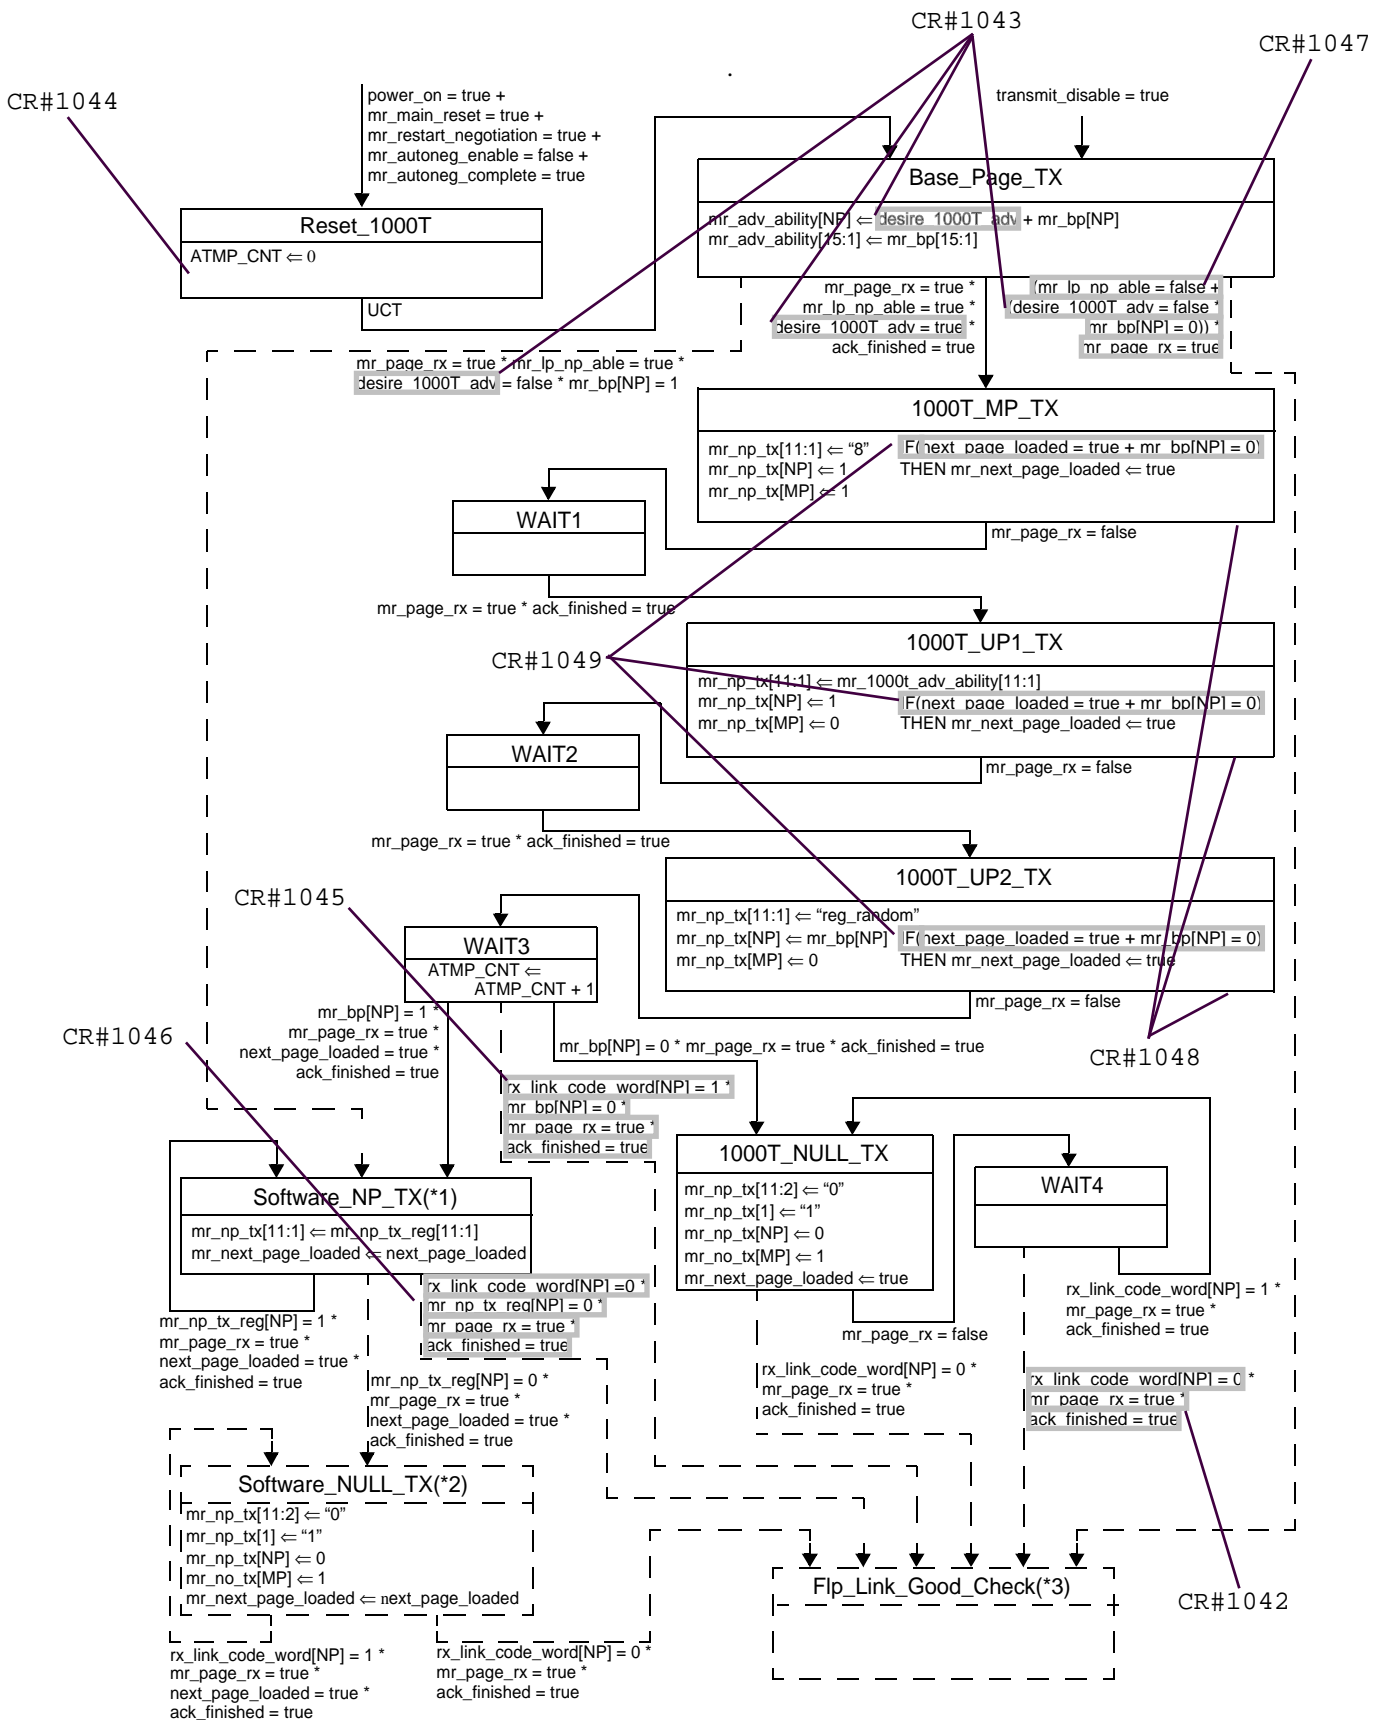 CR#1043
CR#1047
CR#1044
power_on = true +
mr_main_reset = true +
mr_restart_negotiation = true +
mr_autoneg_enable = false +
mr_autoneg_complete = true
transmit_disable = true
Reset_1000T
ATMP_CNT ⇐ 0
UCT
Base_Page_TX
mr_adv_ability[NP] ⇐ desire_1000T_adv + mr_bp[NP]
mr_adv_ability[15:1] ⇐ mr_bp[15:1]
mr_page_rx = true *
mr_lp_np_able = true *
desire_1000T_adv = true *
ack_finished = true
(mr_lp_np_able = false +
(desire_1000T_adv = false *
mr_bp[NP] = 0)) *
mr_page_rx = true
mr_page_rx = true * mr_lp_np_able = true *
desire_1000T_adv = false * mr_bp[NP] = 1
1000T_MP_TX
mr_np_tx[11:1] ⇐ “8”
mr_np_tx[NP] ⇐ 1
mr_np_tx[MP] ⇐ 1
IF(next_page_loaded = true + mr_bp[NP] = 0)
THEN mr_next_page_loaded ⇐ true
mr_page_rx = false
WAIT1
mr_page_rx = true * ack_finished = true
CR#1049
1000T_UP1_TX
mr_np_tx[11:1] ⇐ mr_1000t_adv_ability[11:1]
mr_np_tx[NP] ⇐ 1
mr_np_tx[MP] ⇐ 0
IF(next_page_loaded = true + mr_bp[NP] = 0)
THEN mr_next_page_loaded ⇐ true
mr_page_rx = false
WAIT2
mr_page_rx = true * ack_finished = true
CR#1045
1000T_UP2_TX
mr_np_tx[11:1] ⇐ “reg_random”
mr_np_tx[NP] ⇐ mr_bp[NP]
mr_np_tx[MP] ⇐ 0
IF(next_page_loaded = true + mr_bp[NP] = 0)
THEN mr_next_page_loaded ⇐ true
mr_page_rx = false
WAIT3
ATMP_CNT ⇐
ATMP_CNT + 1
CR#1046
CR#1048
mr_bp[NP] = 1 *
mr_page_rx = true *
next_page_loaded = true *
ack_finished = true
mr_bp[NP] = 0 * mr_page_rx = true * ack_finished = true
rx_link_code_word[NP] = 1 *
mr_bp[NP] = 0 *
mr_page_rx = true *
ack_finished = true
1000T_NULL_TX
mr_np_tx[11:2] ⇐ “0”
mr_np_tx[1] ⇐ “1”
mr_np_tx[NP] ⇐ 0
mr_no_tx[MP] ⇐ 1
mr_next_page_loaded ⇐ true
WAIT4
Software_NP_TX(*1)
mr_np_tx[11:1] ⇐ mr_np_tx_reg[11:1]
mr_next_page_loaded ⇐ next_page_loaded
rx_link_code_word[NP] =0 *
mr_np_tx_reg[NP] = 0 *
mr_page_rx = true *
ack_finished = true
mr_np_tx_reg[NP] = 1 *
mr_page_rx = true *
next_page_loaded = true *
ack_finished = true
mr_page_rx = false
rx_link_code_word[NP] = 1 *
mr_page_rx = true *
ack_finished = true
mr_np_tx_reg[NP] = 0 *
mr_page_rx = true *
next_page_loaded = true *
ack_finished = true
rx_link_code_word[NP] = 0 *
mr_page_rx = true *
ack_finished = true
rx_link_code_word[NP] = 0 *
mr_page_rx = true *
ack_finished = true
Software_NULL_TX(*2)
mr_np_tx[11:2] ⇐ “0”
mr_np_tx[1] ⇐ “1”
mr_np_tx[NP] ⇐ 0
mr_no_tx[MP] ⇐ 1
mr_next_page_loaded ⇐ next_page_loaded
Flp_Link_Good_Check(*3)
CR#1042
rx_link_code_word[NP] = 1 *
mr_page_rx = true *
next_page_loaded = true *
ack_finished = true
rx_link_code_word[NP] = 0 *
mr_page_rx = true *
ack_finished = true